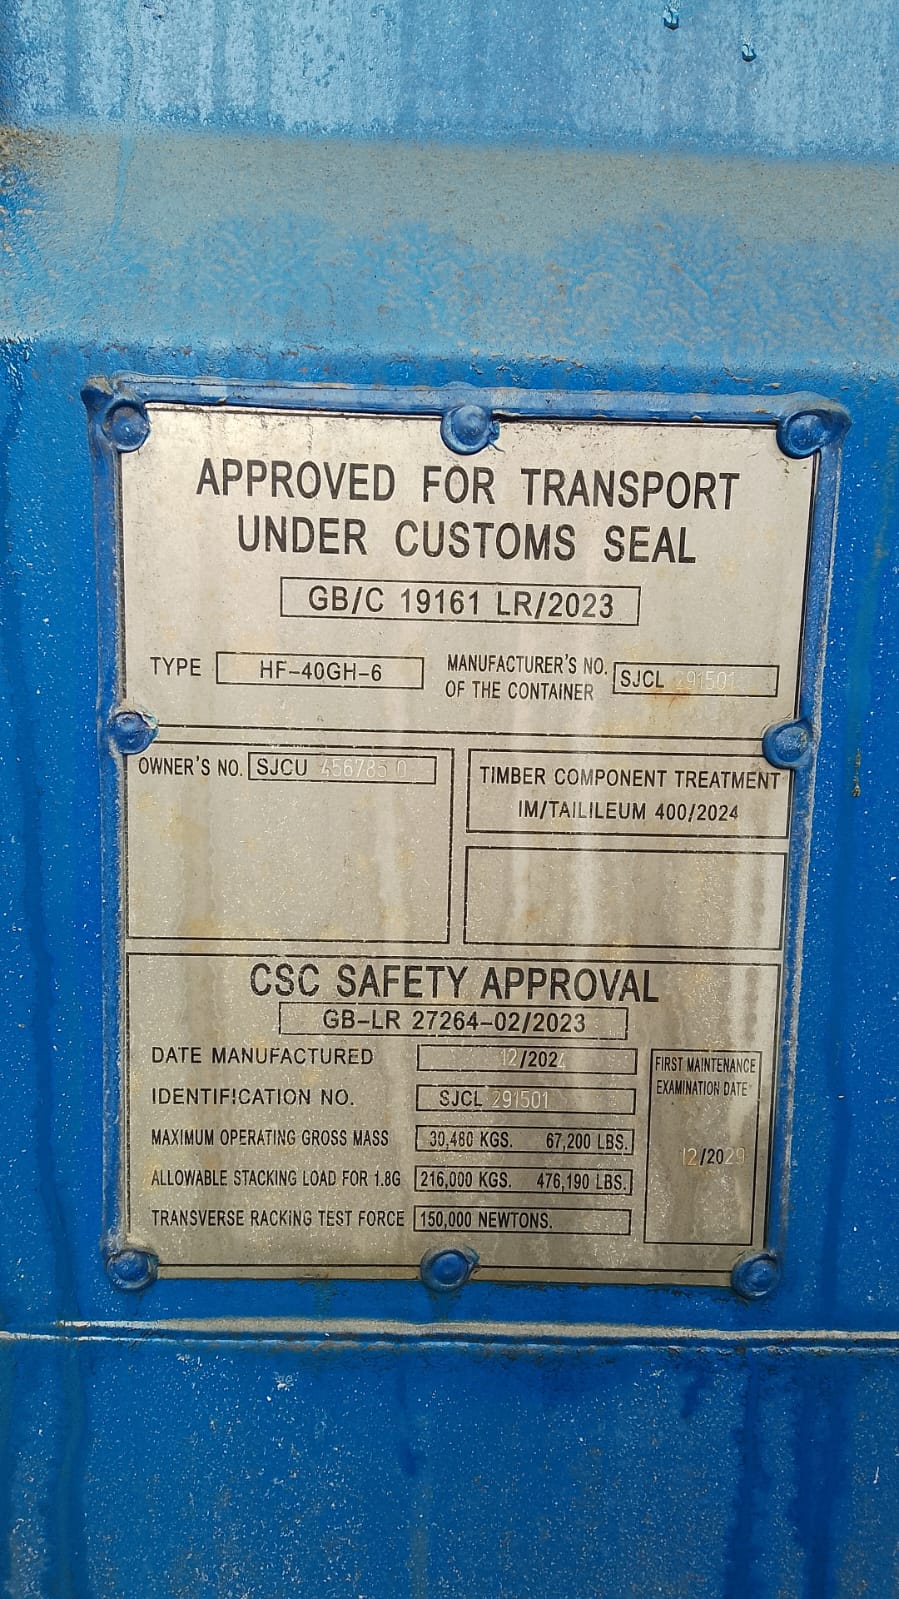 APPROVED FOR TRANSPORT
UNDER CUSTOMS SEAL
GB/C 19161 LR/2023
TYPE HF-40GH-6
MANUFACTURER'S NO.
OF THE CONTAINER
SJCL 291501
OWNER'S NO. SJCU 456785 0
TIMBER COMPONENT TREATMENT
IM/TAILILEUM 400/2024
CSC SAFETY APPROVAL
GB-LR 27264-02/2023
DATE MANUFACTURED 12/2024
IDENTIFICATION NO. SJCL 291501
MAXIMUM OPERATING GROSS MASS 30,480 KGS. 67,200 LBS.
ALLOWABLE STACKING LOAD FOR 1.8G 216,000 KGS. 476,190 LBS.
TRANSVERSE RACKING TEST FORCE 150,000 NEWTONS.
FIRST MAINTENANCE
EXAMINATION DATE
12/2029